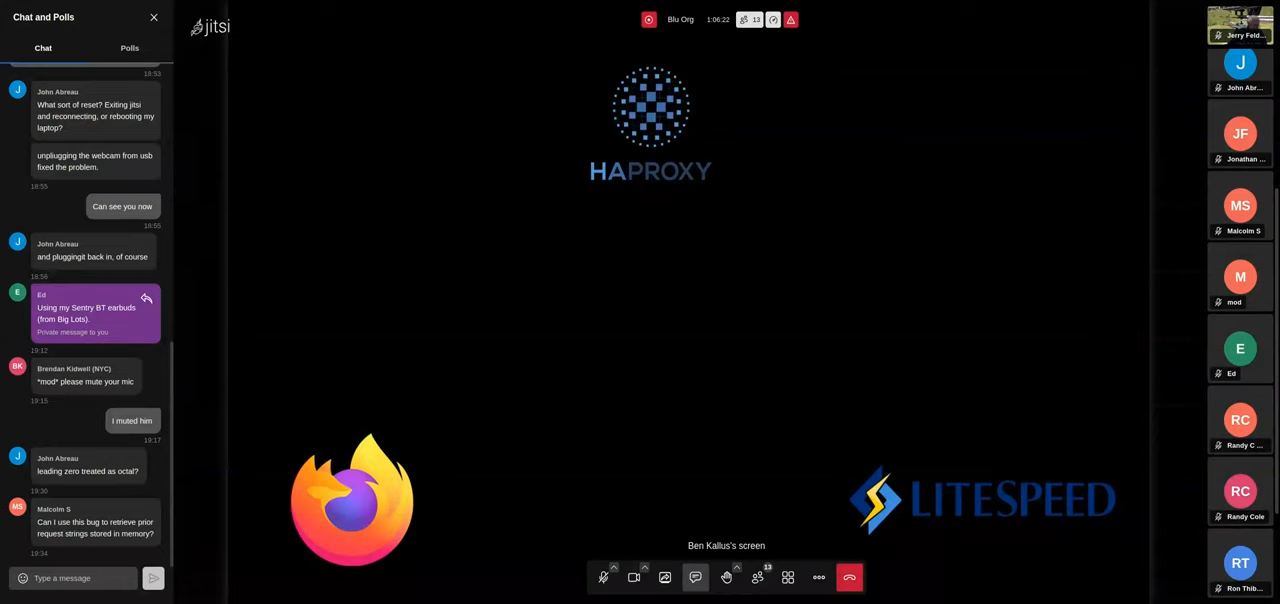 Chat and Polls
Chat
Polls
18:53
J
John Abreau
What sort of reset? Exiting jitsi
and reconnecting, or rebooting my
laptop?
unpligging the webcam from usb
fixed the problem.
18:55
Can see you now
18:55
J
John Abreau
and pluggingit back in, of course
18:56
E
Ed
Using my Sentry BT earbuds
(from Big Lots).
Private message to you
19:12
BK
Brendan Kidwell (NYC)
*mod* please mute your mic
19:15
I muted him
19:17
J
John Abreau
leading zero treated as octal?
19:30
MS
Malcolm S
Can I use this bug to retrieve prior
request strings stored in memory?
19:34
Type a message
jitsi
Blu Org
1:06:22
13
HAPROXY
LITESPEED
Ben Kallus's screen
13
Jerry Feld...
J
John Abr...
JF
Jonathan ...
MS
Malcolm S
M
mod
E
Ed
RC
Randy C ...
RC
Randy Cole
RT
Ron Thib...